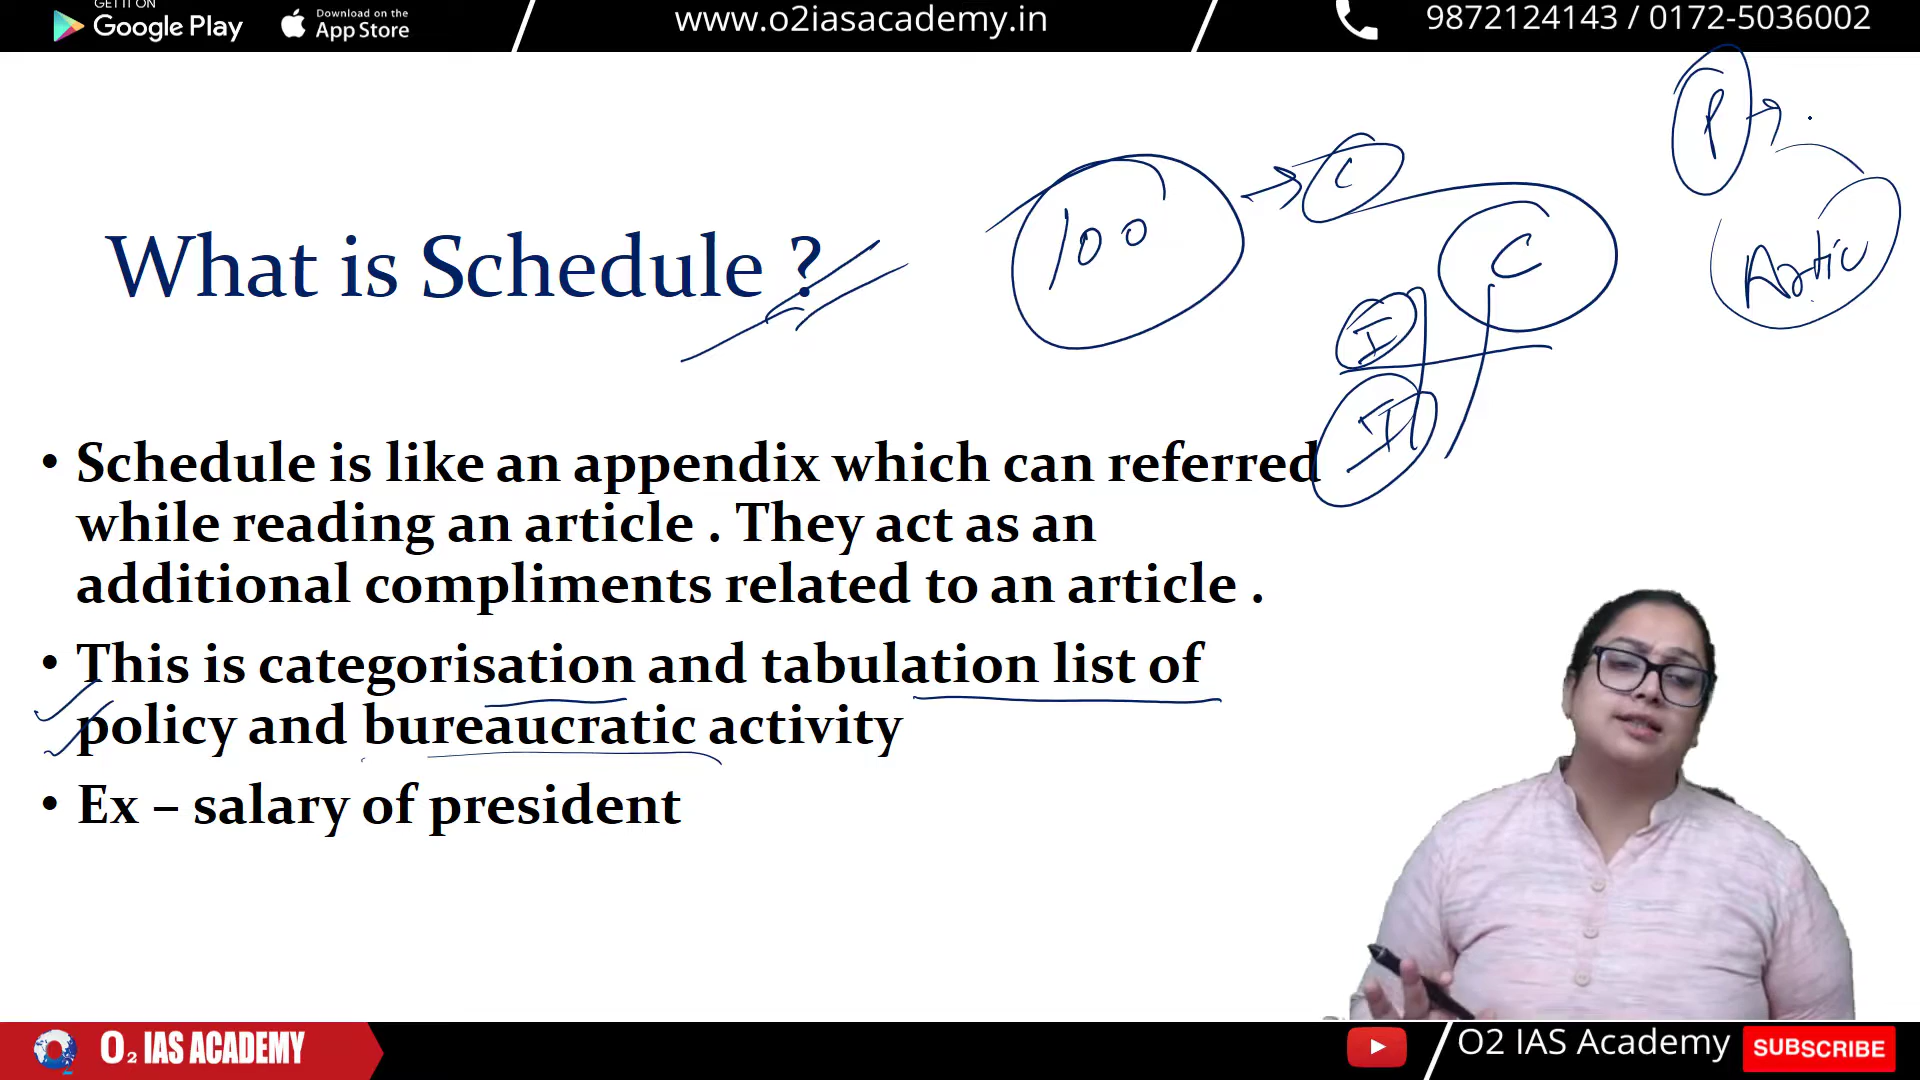 GET IT ON
Google Play
Download on the
App Store
www.o2iasacademy.in
9872124143 / 0172-5036002
P
100
C
C
Artic
I
II
What is Schedule ?
• Schedule is like an appendix which can referred
while reading an article . They act as an
additional compliments related to an article .
• This is categorisation and tabulation list of
policy and bureaucratic activity
• Ex – salary of president
O2 IAS ACADEMY
O2 IAS Academy
SUBSCRIBE